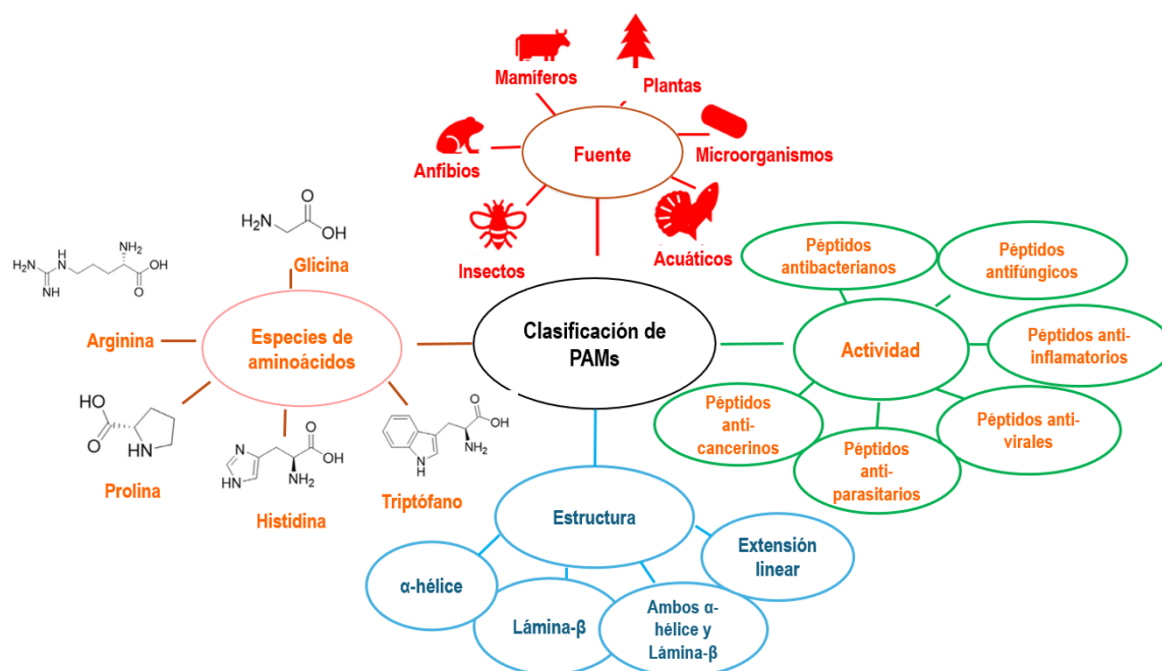 Mamíferos
Plantas
Anfibios
Fuente
Microorganismos
Insectos
Acuáticos
H₂N
O
OH
Glicina
H₂N
H
N
NH
NH₂
OH
O
Arginina
Especies de
aminoácidos
Clasificación de
PAMs
Péptidos
antibacterianos
Péptidos
antifúngicos
Actividad
Péptidos anti-
inflamatorios
Péptidos
anti-
cancerinos
Péptidos anti-
virales
Péptidos
anti-
parasitarios
HO
O
HN
Prolina
N
HN
O
OH
NH₂
Histidina
O
OH
NH₂
N
H
Triptófano
Estructura
α-hélice
Lámina-β
Ambos α-
hélice y
Lámina-β
Extensión
linear